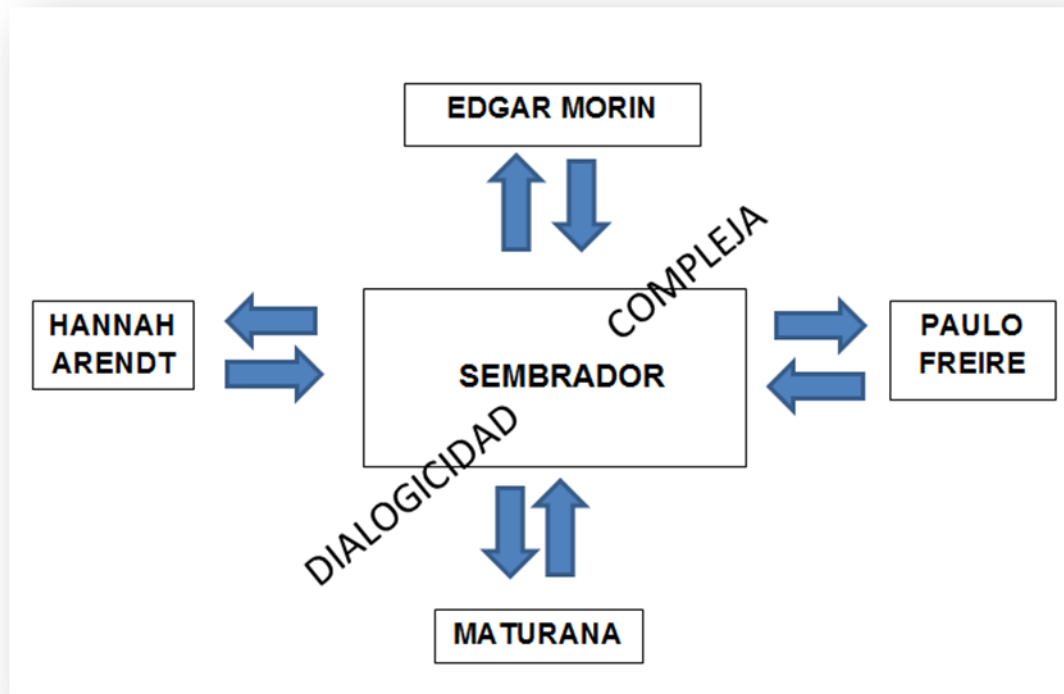 EDGAR MORIN
COMPLEJA
HANNAH
ARENDT
SEMBRADOR
PAULO
FREIRE
DIALOGICIDAD
MATURANA